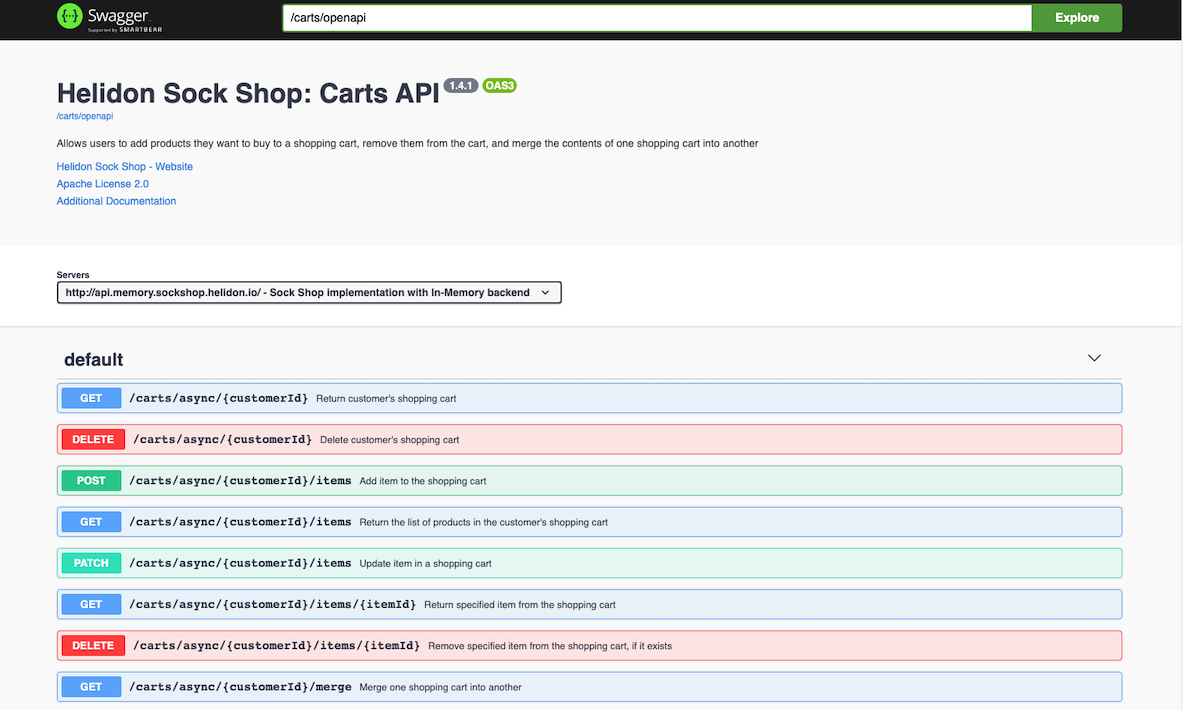 Swagger
Supported by SMARTBEAR
/carts/openapi
Explore
Helidon Sock Shop: Carts API 1.4.1 OAS3
/carts/openapi
Allows users to add products they want to buy to a shopping cart, remove them from the cart, and merge the contents of one shopping cart into another
Helidon Sock Shop - Website
Apache License 2.0
Additional Documentation
Servers
http://api.memory.sockshop.helidon.io/ - Sock Shop implementation with In-Memory backend
default
GET /carts/async/{customerId} Return customer's shopping cart
DELETE /carts/async/{customerId} Delete customer's shopping cart
POST /carts/async/{customerId}/items Add item to the shopping cart
GET /carts/async/{customerId}/items Return the list of products in the customer's shopping cart
PATCH /carts/async/{customerId}/items Update item in a shopping cart
GET /carts/async/{customerId}/items/{itemId} Return specified item from the shopping cart
DELETE /carts/async/{customerId}/items/{itemId} Remove specified item from the shopping cart, if it exists
GET /carts/async/{customerId}/merge Merge one shopping cart into another